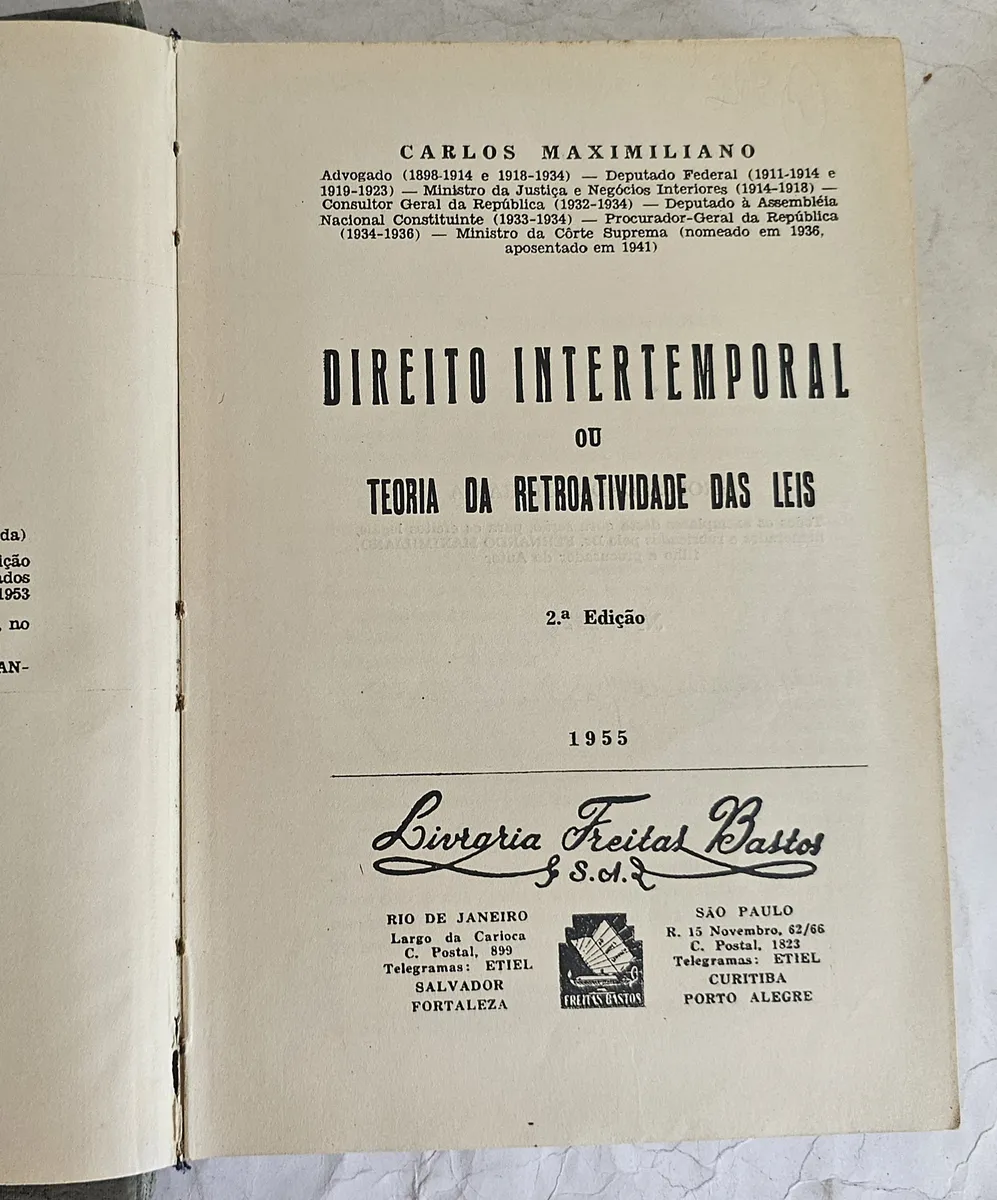 da)
ição
ados
1953
, no
AN-
CARLOS MAXIMILIANO
Advogado (1898-1914 e 1918-1934) — Deputado Federal (1911-1914 e
1919-1923) — Ministro da Justiça e Negócios Interiores (1914-1918) —
Consultor Geral da República (1932-1934) — Deputado à Assembléia
Nacional Constituinte (1933-1934) — Procurador-Geral da República
(1934-1936) — Ministro da Côrte Suprema (nomeado em 1936,
aposentado em 1941)
DIREITO INTERTEMPORAL
OU
TEORIA DA RETROATIVIDADE DAS LEIS
2.ª Edição
1955
Livraria Freitas Bastos
S.A.
RIO DE JANEIRO
Largo da Carioca
C. Postal, 899
Telegramas: ETIEL
SALVADOR
FORTALEZA
FREITAS BASTOS
SÃO PAULO
R. 15 Novembro, 62/66
C. Postal, 1823
Telegramas: ETIEL
CURITIBA
PORTO ALEGRE